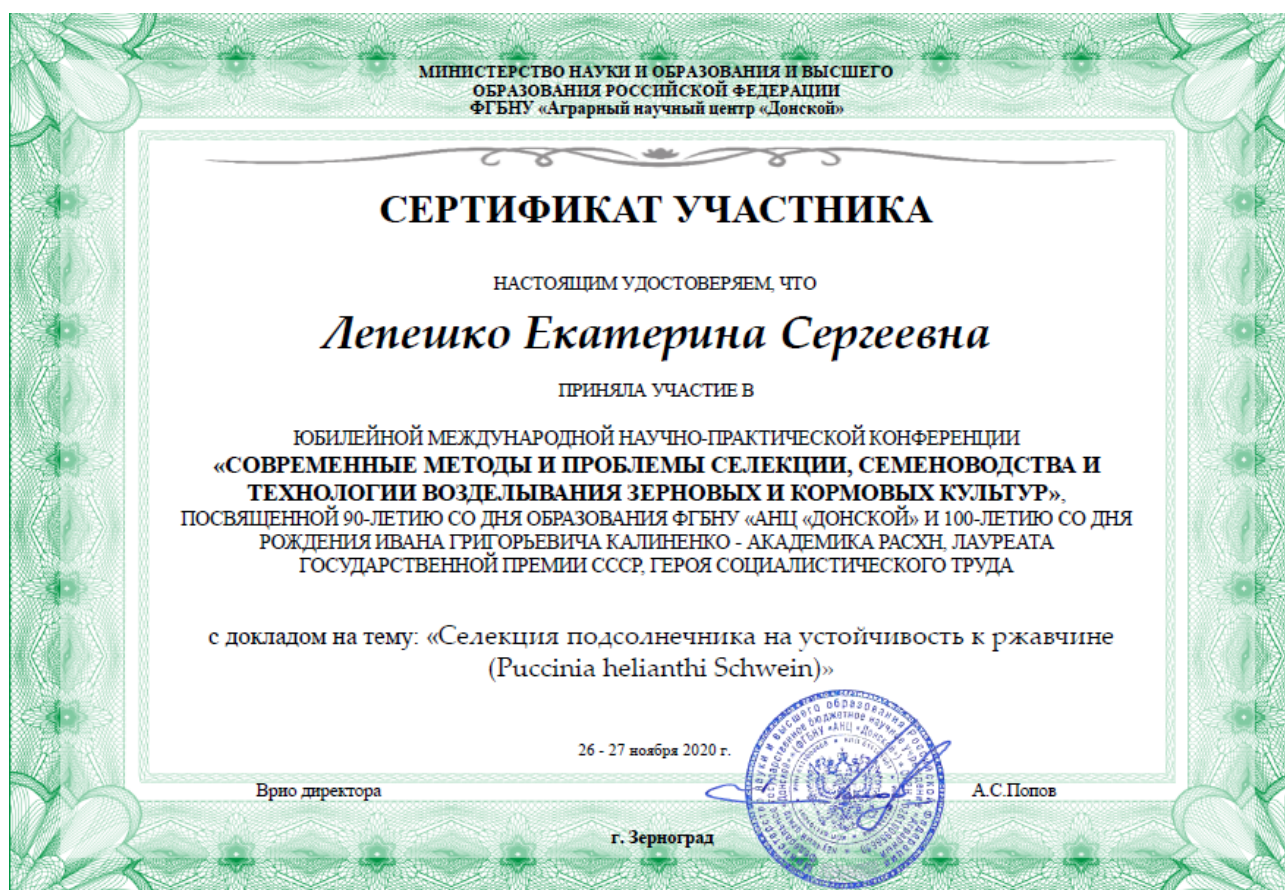 МИНИСТЕРСТВО НАУКИ И ОБРАЗОВАНИЯ И ВЫСШЕГО
ОБРАЗОВАНИЯ РОССИЙСКОЙ ФЕДЕРАЦИИ
ФГБНУ «Аграрный научный центр «Донской»
СЕРТИФИКАТ УЧАСТНИКА
НАСТОЯЩИМ УДОСТОВЕРЯЕМ, ЧТО
Лепешко Екатерина Сергеевна
ПРИНЯЛА УЧАСТИЕ В
ЮБИЛЕЙНОЙ МЕЖДУНАРОДНОЙ НАУЧНО-ПРАКТИЧЕСКОЙ КОНФЕРЕНЦИИ
«СОВРЕМЕННЫЕ МЕТОДЫ И ПРОБЛЕМЫ СЕЛЕКЦИИ, СЕМЕНОВОДСТВА И
ТЕХНОЛОГИИ ВОЗДЕЛЫВАНИЯ ЗЕРНОВЫХ И КОРМОВЫХ КУЛЬТУР»,
ПОСВЯЩЕННОЙ 90-ЛЕТИЮ СО ДНЯ ОБРАЗОВАНИЯ ФГБНУ «АНЦ «ДОНСКОЙ» И 100-ЛЕТИЮ СО ДНЯ
РОЖДЕНИЯ ИВАНА ГРИГОРЬЕВИЧА КАЛИНЕНКО - АКАДЕМИКА РАСХН, ЛАУРЕАТА
ГОСУДАРСТВЕННОЙ ПРЕМИИ СССР, ГЕРОЯ СОЦИАЛИСТИЧЕСКОГО ТРУДА
с докладом на тему: «Селекция подсолнечника на устойчивость к ржавчине
(Puccinia helianthi Schwein)»
26 - 27 ноября 2020 г.
Врио директора
А.С.Попов
г. Зерноград